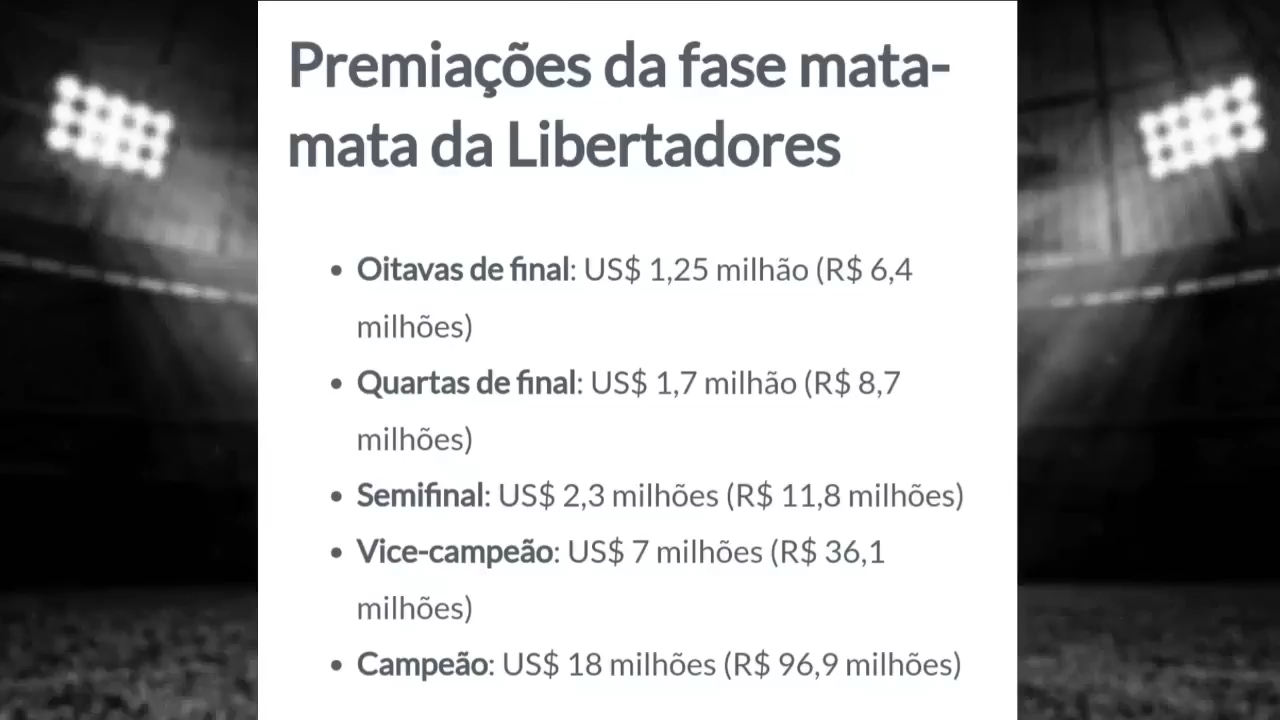 Premiações da fase mata-
mata da Libertadores
• Oitavas de final: US$ 1,25 milhão (R$ 6,4
milhões)
• Quartas de final: US$ 1,7 milhão (R$ 8,7
milhões)
• Semifinal: US$ 2,3 milhões (R$ 11,8 milhões)
• Vice-campeão: US$ 7 milhões (R$ 36,1
milhões)
• Campeão: US$ 18 milhões (R$ 96,9 milhões)